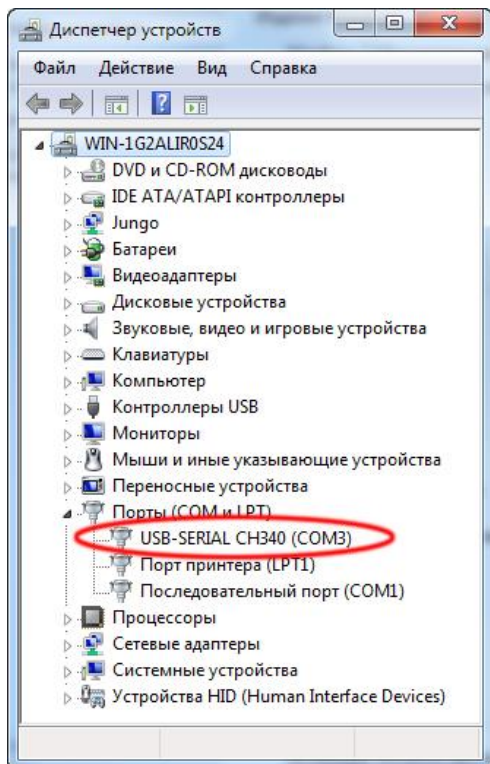 Диспетчер устройств
Файл Действие Вид Справка
WIN-1G2ALIR0S24
DVD и CD-ROM дисководы
IDE ATA/ATAPI контроллеры
Jungo
Батареи
Видеоадаптеры
Дисковые устройства
Звуковые, видео и игровые устройства
Клавиатуры
Компьютер
Контроллеры USB
Мониторы
Мыши и иные указывающие устройства
Переносные устройства
Порты (COM и LPT)
USB-SERIAL CH340 (COM3)
Порт принтера (LPT1)
Последовательный порт (COM1)
Процессоры
Сетевые адаптеры
Системные устройства
Устройства HID (Human Interface Devices)